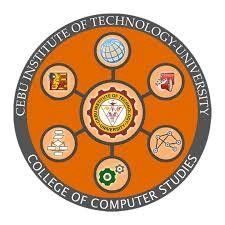 CEBU INSTITUTE OF TECHNOLOGY-UNIVERSITY
COLLEGE OF COMPUTER STUDIES